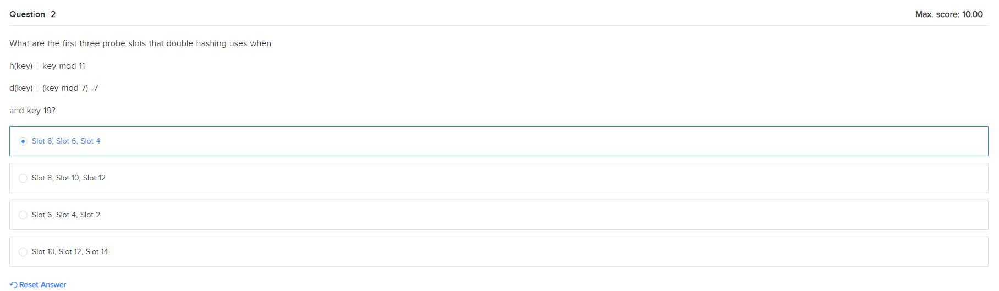 Question 2
Max. score: 10.00
What are the first three probe slots that double hashing uses when
h(key) = key mod 11
d(key) = (key mod 7) -7
and key 19?
Slot 8, Slot 6, Slot 4
Slot 8, Slot 10, Slot 12
Slot 6, Slot 4, Slot 2
Slot 10, Slot 12, Slot 14
Reset Answer